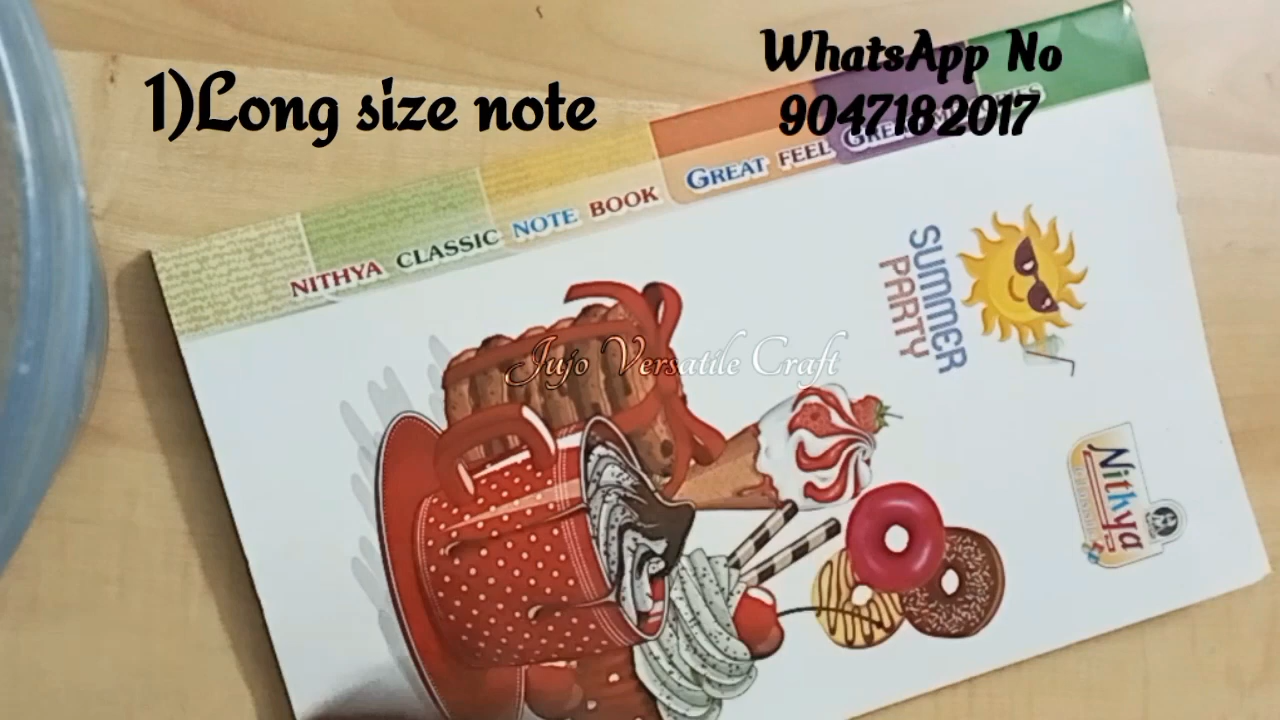 WhatsApp No
9047182017
1)Long size note
NITHYA CLASSIC NOTE BOOK GREAT FEEL GREAT
SUMMER
PARTY
Jujo Versatile Craft
Nithya